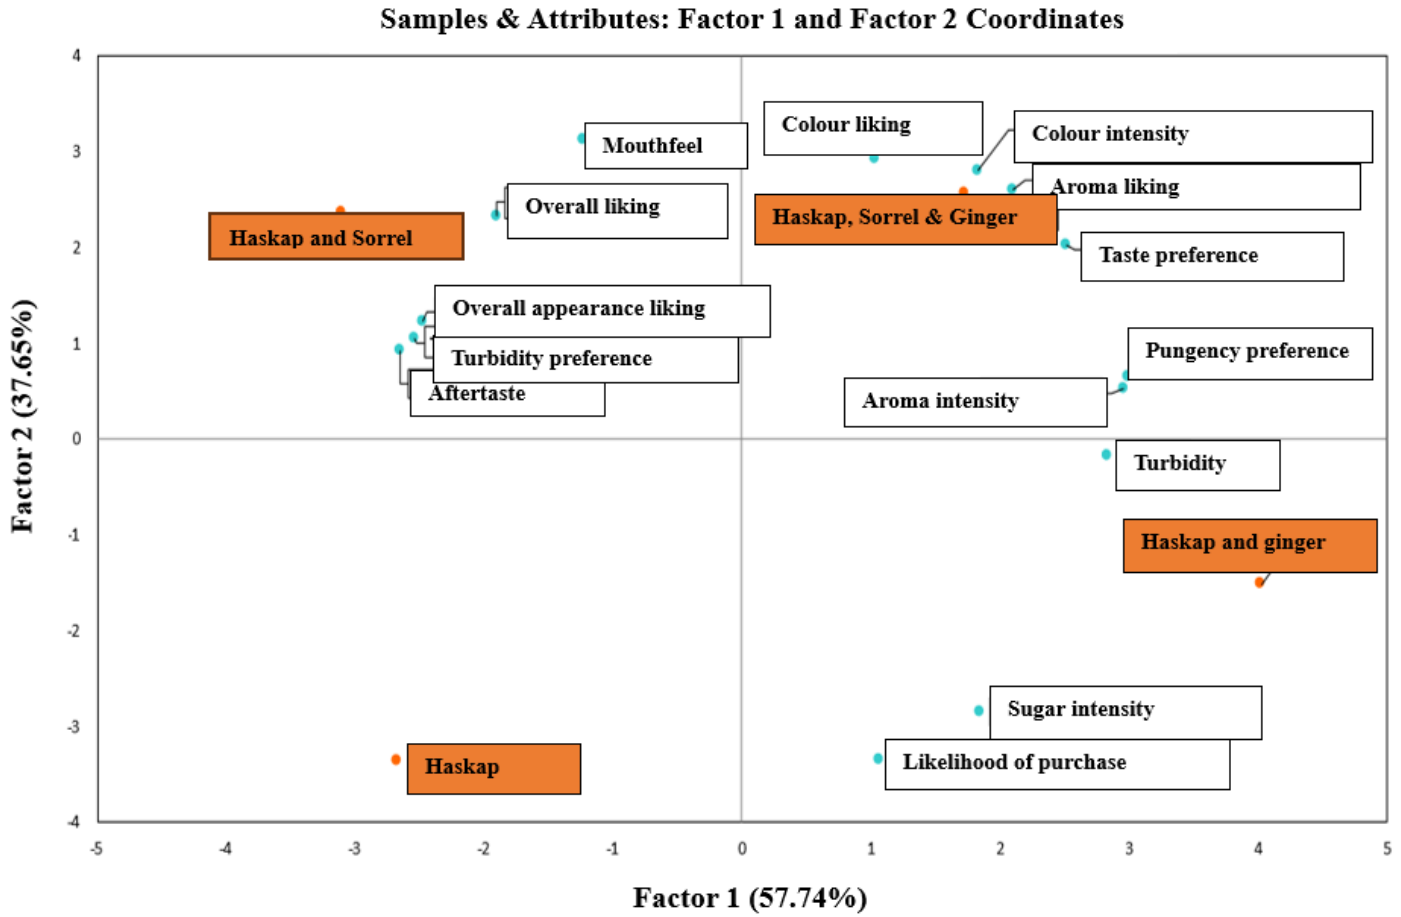 Samples & Attributes: Factor 1 and Factor 2 Coordinates
4
3
2
1
0
-1
-2
-3
-4
Factor 2 (37.65%)
Colour liking
Colour intensity
Mouthfeel
Aroma liking
Overall liking
Haskap, Sorrel & Ginger
Haskap and Sorrel
Taste preference
Overall appearance liking
Turbidity preference
Pungency preference
Aftertaste
Aroma intensity
Turbidity
Haskap and ginger
Sugar intensity
Haskap
Likelihood of purchase
-5
-4
-3
-2
-1
0
1
2
3
4
5
Factor 1 (57.74%)